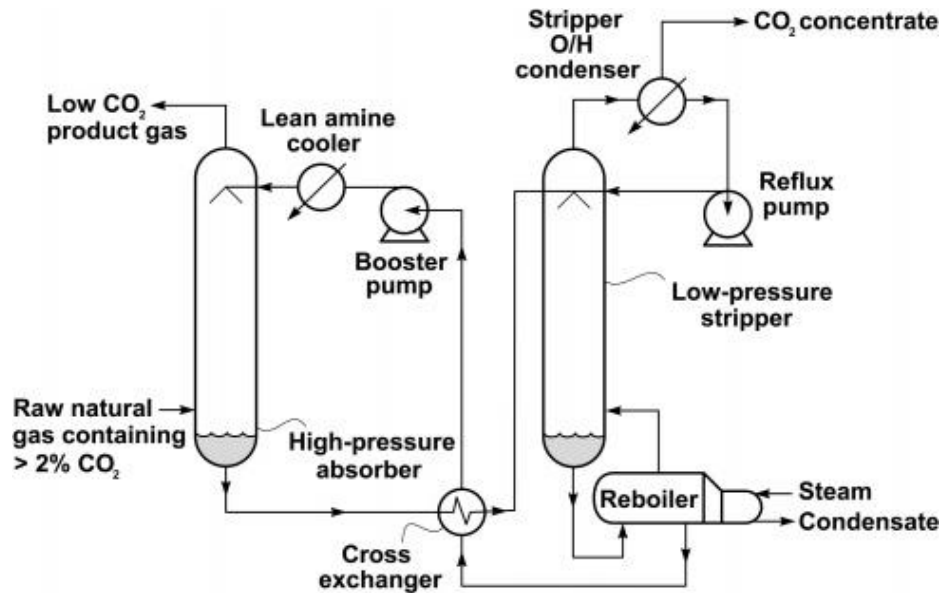 Stripper
O/H
condenser
CO₂ concentrate
Low CO₂
product gas
Lean amine
cooler
Reflux
pump
Booster
pump
Low-pressure
stripper
Raw natural
gas containing
> 2% CO₂
High-pressure
absorber
Reboiler
Steam
Condensate
Cross
exchanger